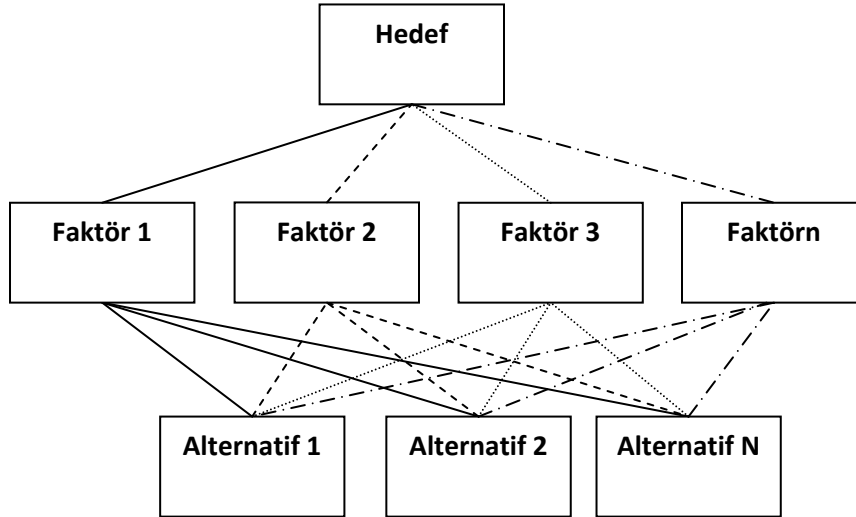 Hedef
Faktör 1
Faktör 2
Faktör 3
Faktörn
Alternatif 1
Alternatif 2
Alternatif N